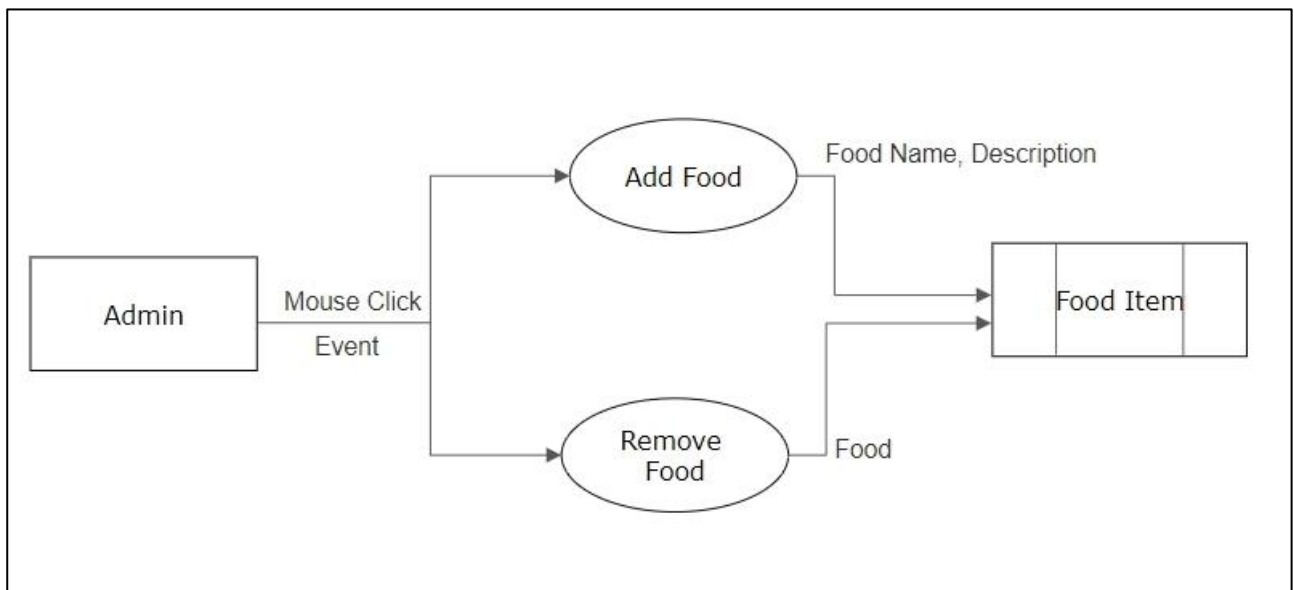 Admin
Mouse Click
Event
Add Food
Food Name, Description
Remove
Food
Food
Food Item